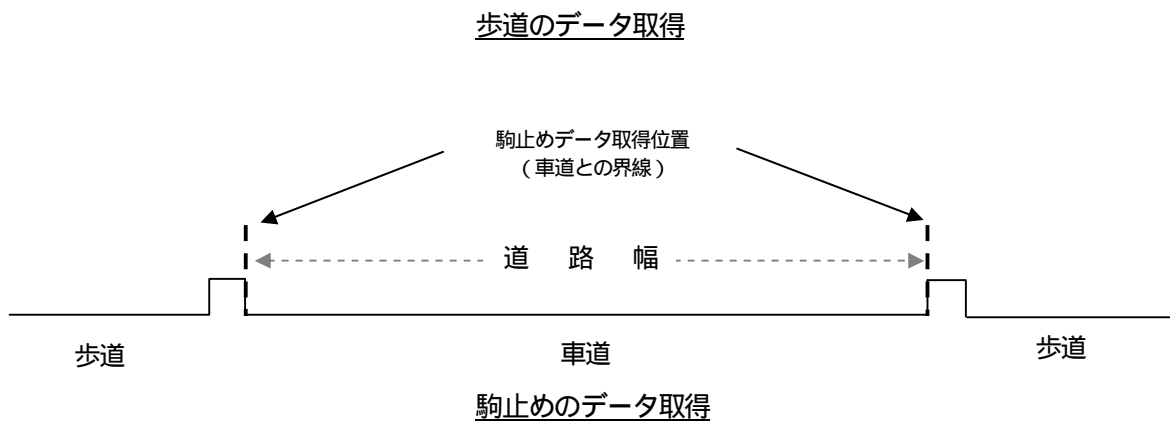 歩道のデータ取得
駒止めデータ取得位置
(車道との界線)
道 路 幅
歩道
車道
歩道
駒止めのデータ取得